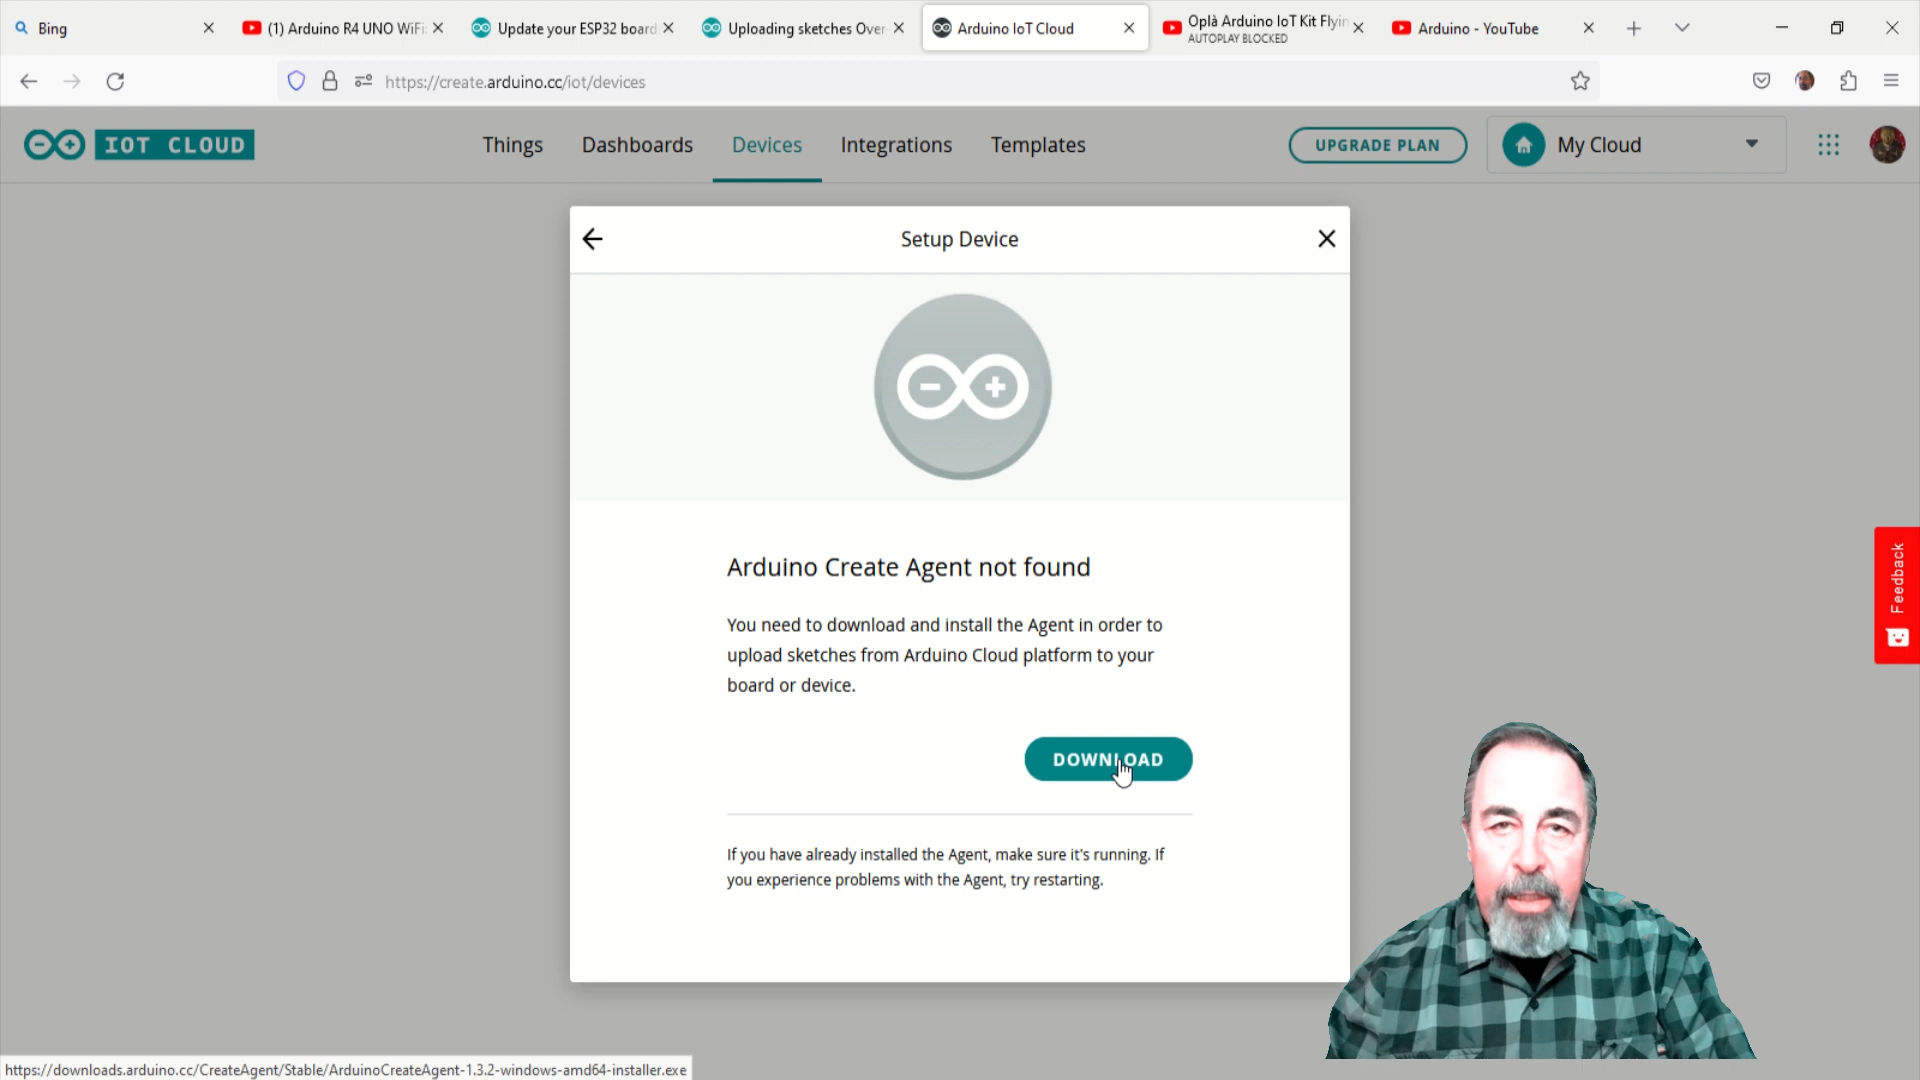 Bing
(1) Arduino R4 UNO WiFi
Update your ESP32 board
Uploading sketches Over
Arduino IoT Cloud
Oplà Arduino IoT Kit Flyin
AUTOPLAY BLOCKED
Arduino - YouTube
https://create.arduino.cc/iot/devices
IOT CLOUD
Things
Dashboards
Devices
Integrations
Templates
UPGRADE PLAN
My Cloud
Setup Device
Arduino Create Agent not found
You need to download and install the Agent in order to
upload sketches from Arduino Cloud platform to your
board or device.
DOWNLOAD
If you have already installed the Agent, make sure it's running. If
you experience problems with the Agent, try restarting.
Feedback
https://downloads.arduino.cc/CreateAgent/Stable/ArduinoCreateAgent-1.3.2-windows-amd64-installer.exe